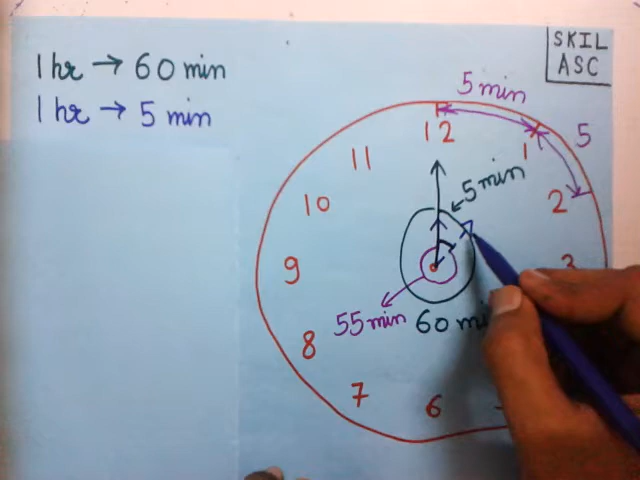 1 hr → 60 min
1 hr → 5 min
SKIL
ASC
5 min
5
12
1
2
3
11
10
9
8
7
6
5 min
55 min
60 mi